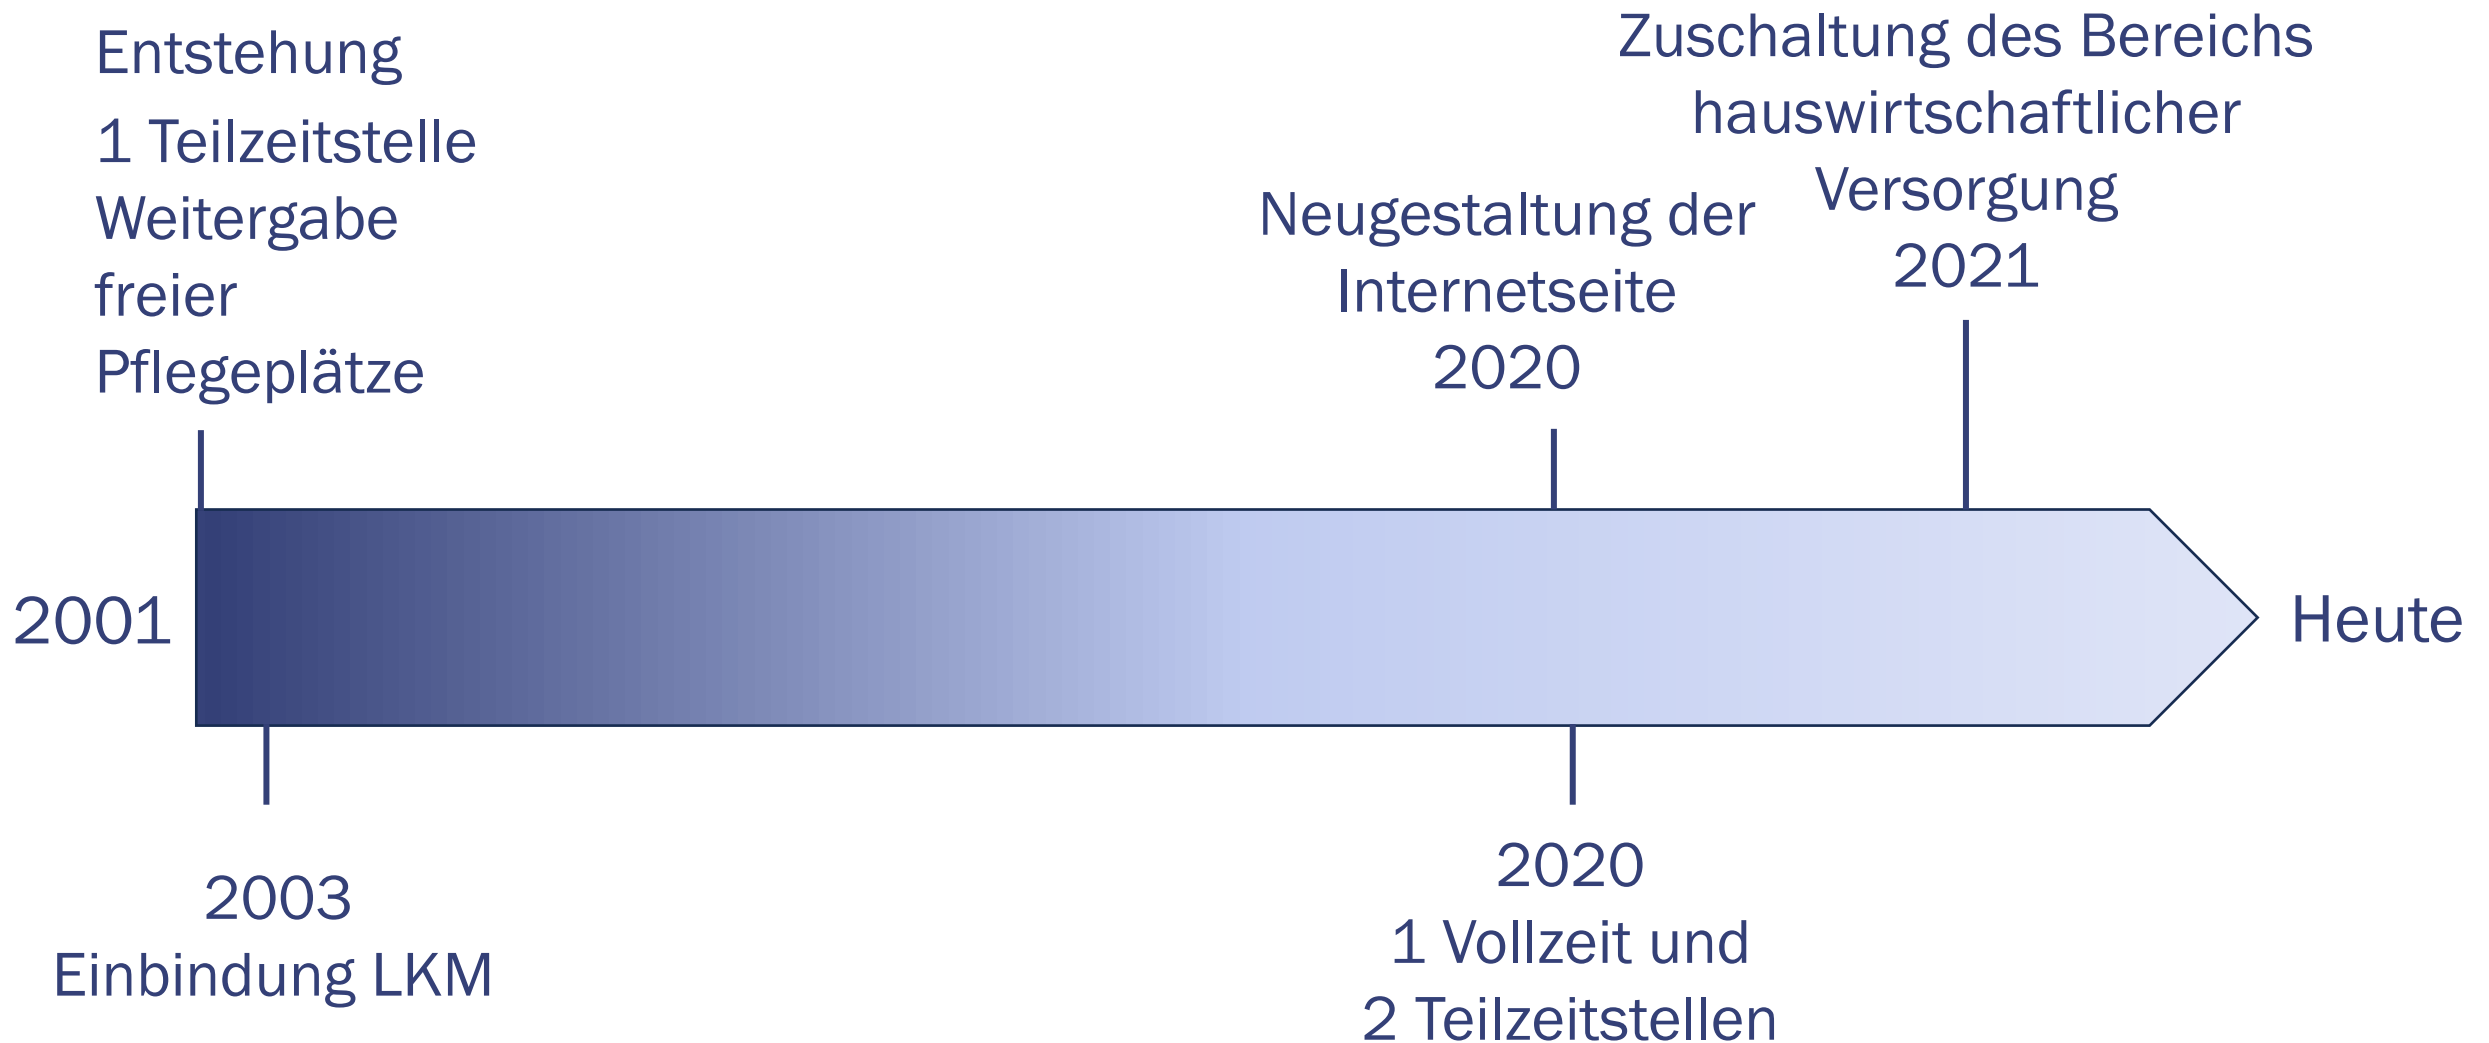 Entstehung
1 Teilzeitstelle
Weitergabe
freier
Pflegeplätze
Neugestaltung der
Internetseite
2020
Zuschaltung des Bereichs
hauswirtschaftlicher
Versorgung
2021
2001
Heute
2003
Einbindung LKM
2020
1 Vollzeit und
2 Teilzeitstellen